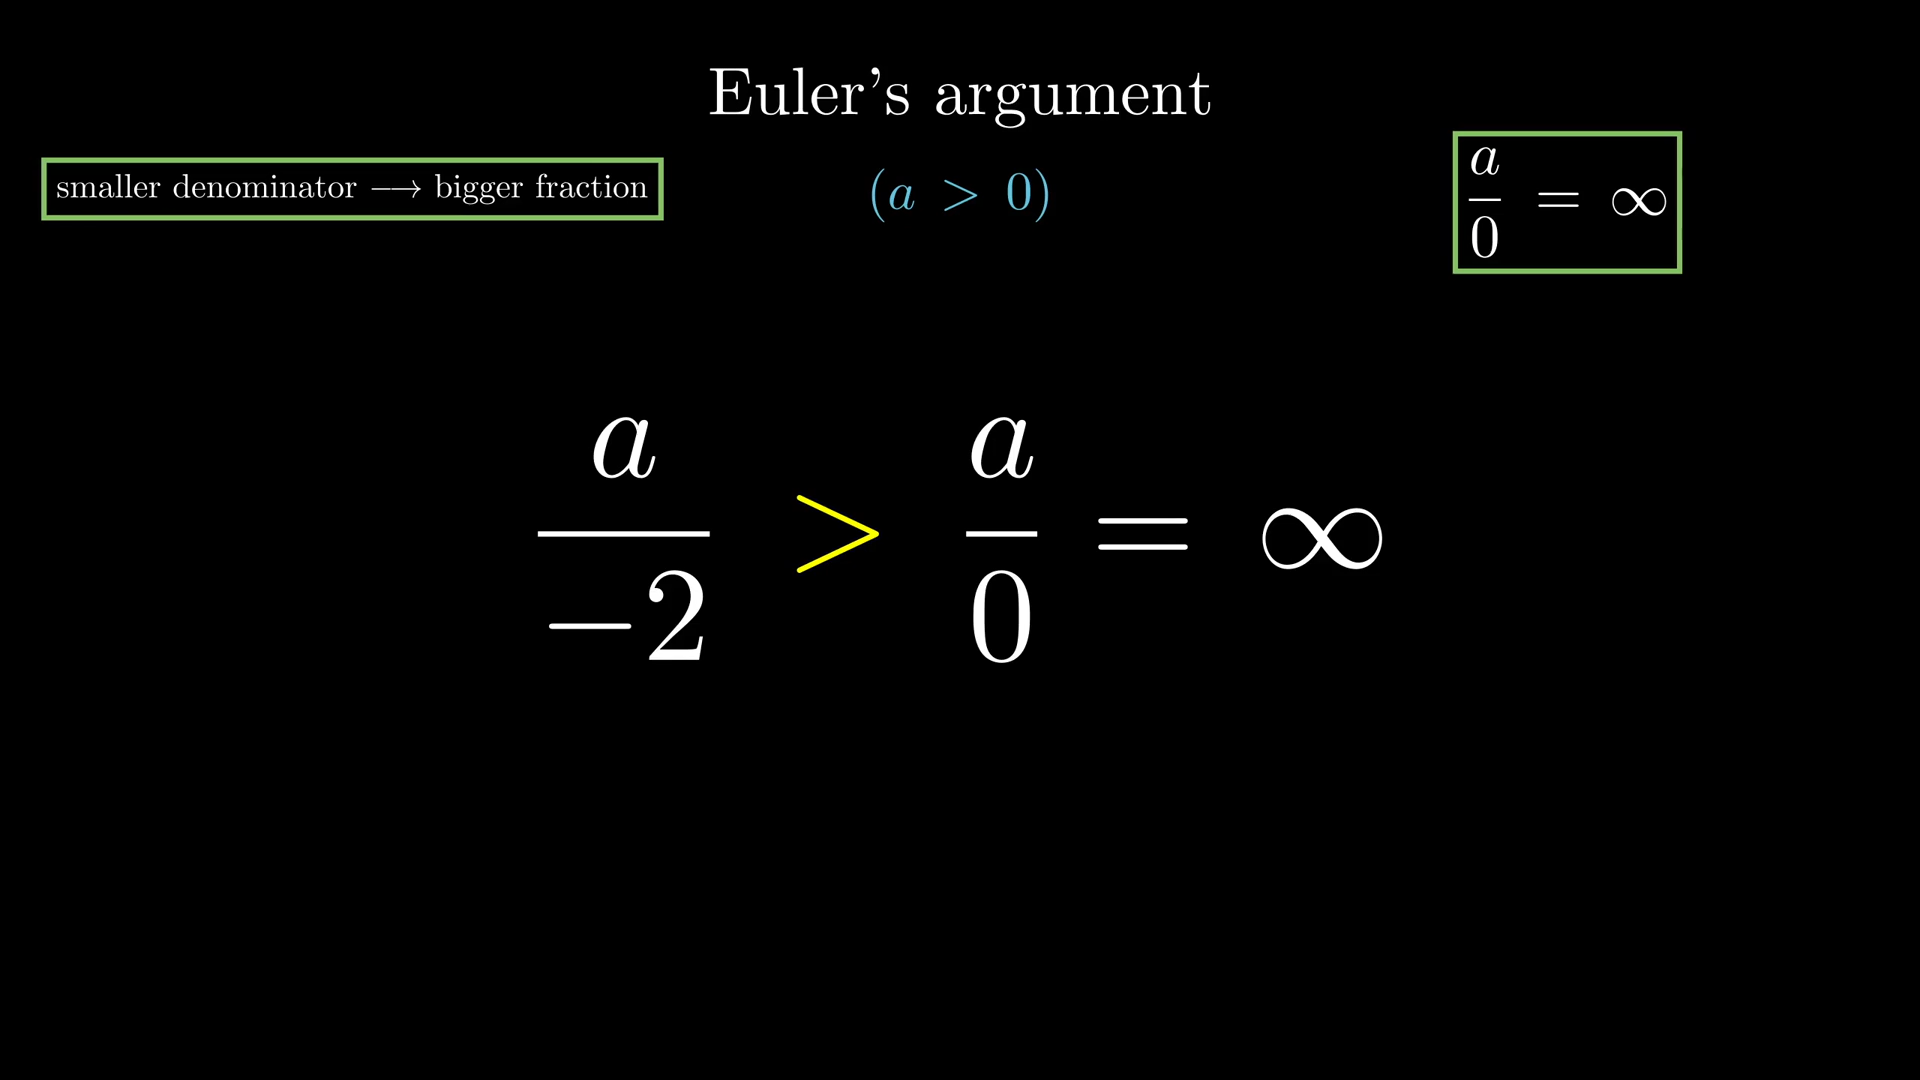 Euler's argument
smaller denominator ⟶ bigger fraction
(a > 0)
a/0 = ∞
a/−2 > a/0 = ∞